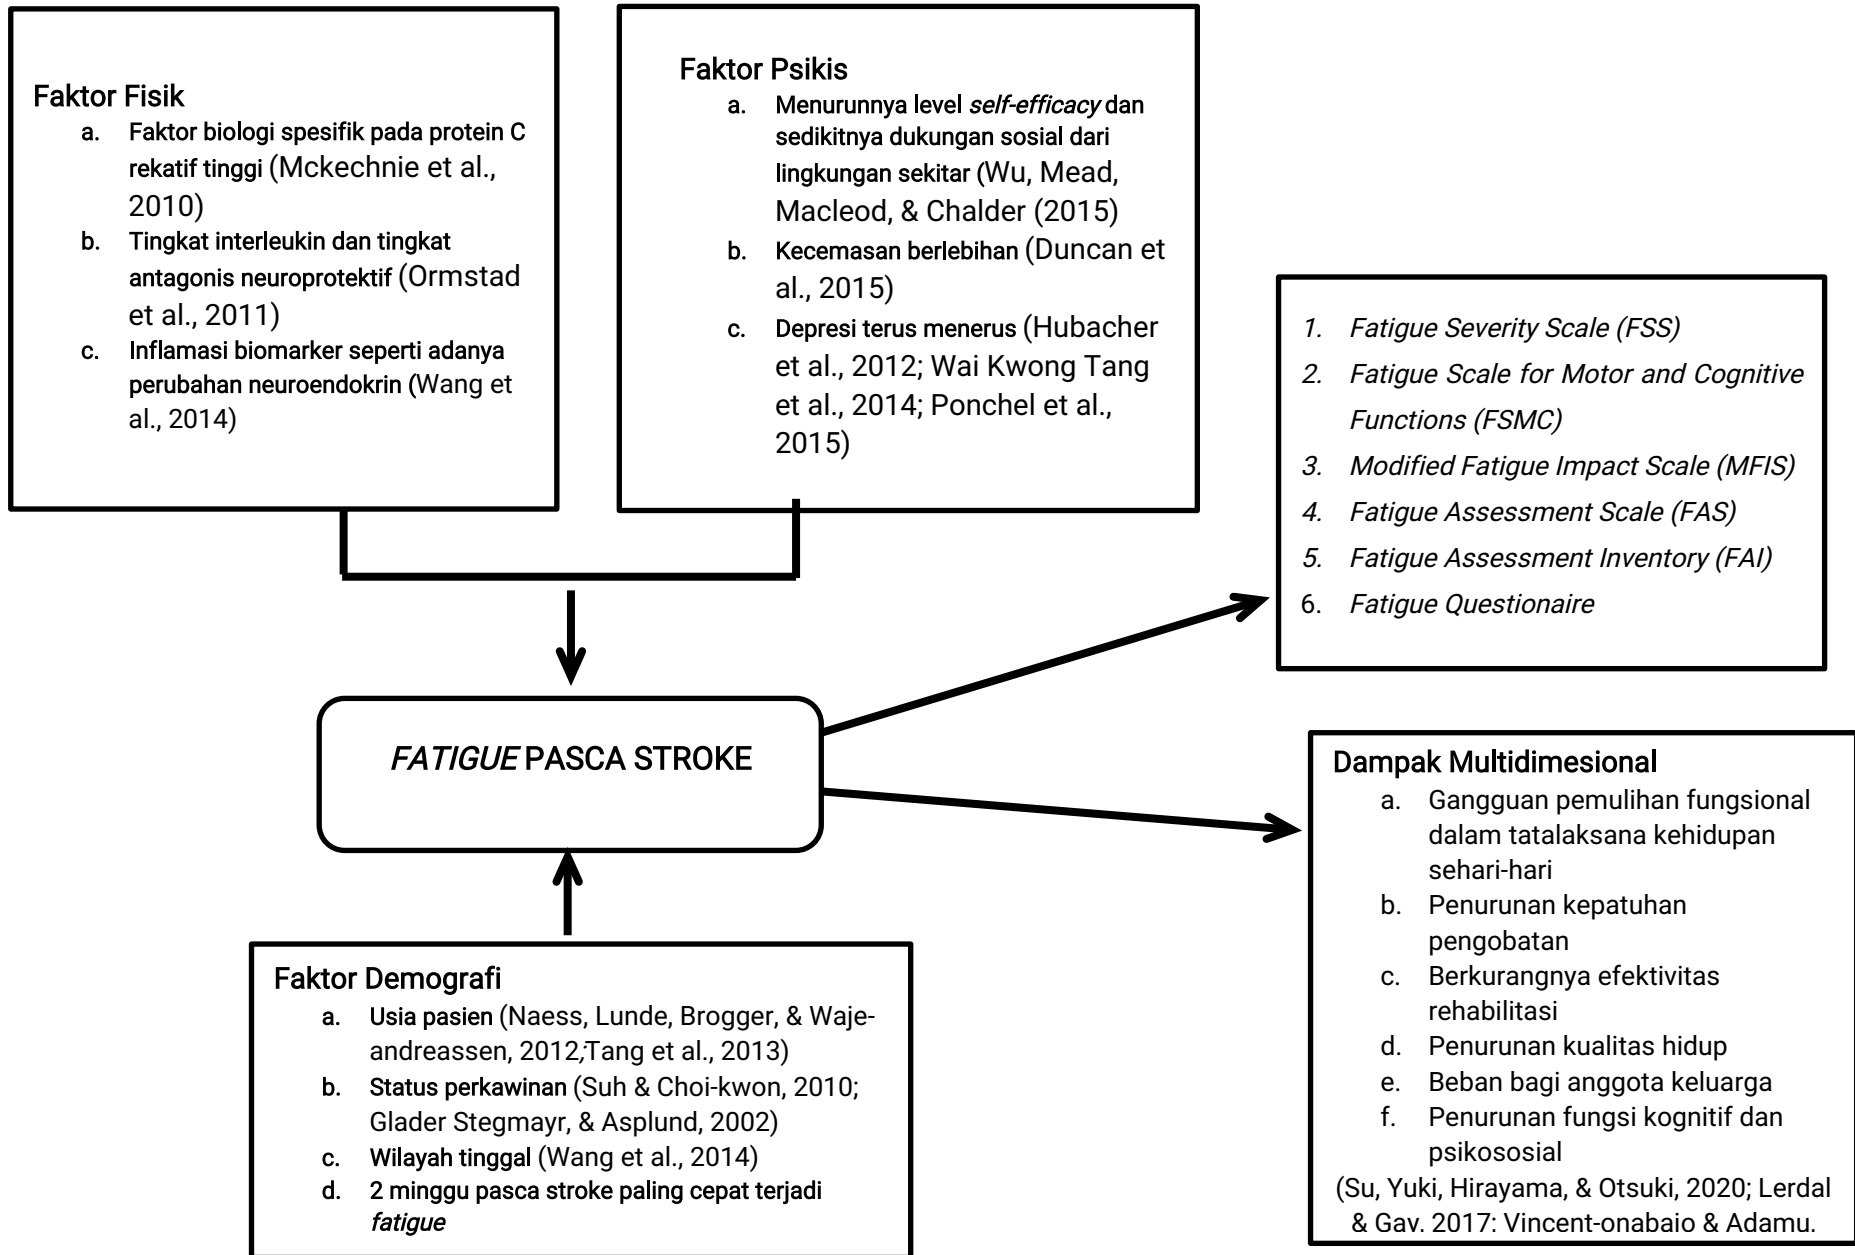 Faktor Fisik
a. Faktor biologi spesifik pada protein C
rekatif tinggi (Mckechnie et al.,
2010)
b. Tingkat interleukin dan tingkat
antagonis neuroprotektif (Ormstad
et al., 2011)
c. Inflamasi biomarker seperti adanya
perubahan neuroendokrin (Wang et
al., 2014)
Faktor Psikis
a. Menurunnya level self-efficacy dan
sedikitnya dukungan sosial dari
lingkungan sekitar (Wu, Mead,
Macleod, & Chalder (2015)
b. Kecemasan berlebihan (Duncan et
al., 2015)
c. Depresi terus menerus (Hubacher
et al., 2012; Wai Kwong Tang
et al., 2014; Ponchel et al.,
2015)
1. Fatigue Severity Scale (FSS)
2. Fatigue Scale for Motor and Cognitive
Functions (FSMC)
3. Modified Fatigue Impact Scale (MFIS)
4. Fatigue Assessment Scale (FAS)
5. Fatigue Assessment Inventory (FAI)
6. Fatigue Questionaire
FATIGUE PASCA STROKE
Dampak Multidimesional
a. Gangguan pemulihan fungsional
dalam tatalaksana kehidupan
sehari-hari
b. Penurunan kepatuhan
pengobatan
c. Berkurangnya efektivitas
rehabilitasi
d. Penurunan kualitas hidup
e. Beban bagi anggota keluarga
f. Penurunan fungsi kognitif dan
psikososial
(Su, Yuki, Hirayama, & Otsuki, 2020; Lerdal
& Gay. 2017: Vincent-onabaio & Adamu.
Faktor Demografi
a. Usia pasien (Naess, Lunde, Brogger, & Waje-
andreassen, 2012;Tang et al., 2013)
b. Status perkawinan (Suh & Choi-kwon, 2010;
Glader Stegmayr, & Asplund, 2002)
c. Wilayah tinggal (Wang et al., 2014)
d. 2 minggu pasca stroke paling cepat terjadi
fatigue